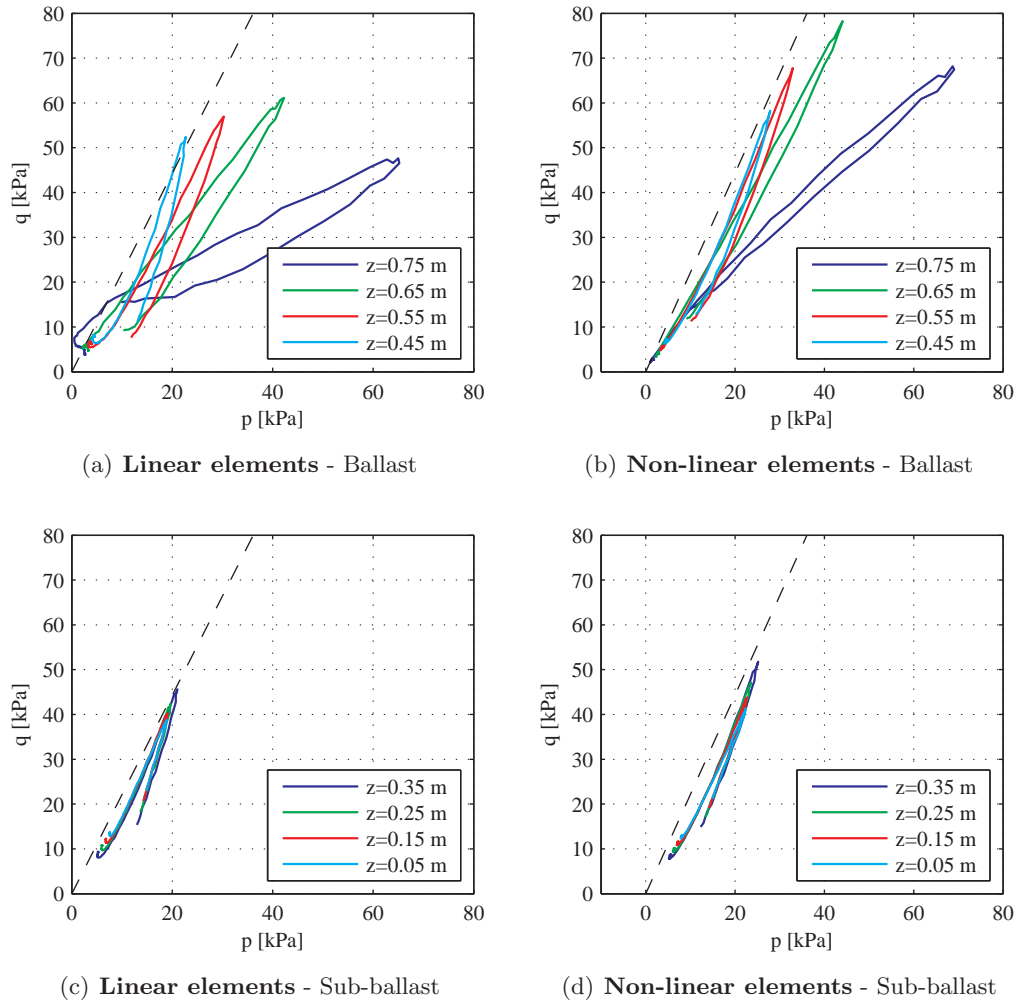 80
70
60
50
40
30
20
10
0
q [kPa]
0 20 40 60 80
p [kPa]
z=0.75 m
z=0.65 m
z=0.55 m
z=0.45 m
(a) Linear elements - Ballast
80
70
60
50
40
30
20
10
0
q [kPa]
0 20 40 60 80
p [kPa]
z=0.75 m
z=0.65 m
z=0.55 m
z=0.45 m
(b) Non-linear elements - Ballast
80
70
60
50
40
30
20
10
0
q [kPa]
0 20 40 60 80
p [kPa]
z=0.35 m
z=0.25 m
z=0.15 m
z=0.05 m
(c) Linear elements - Sub-ballast
80
70
60
50
40
30
20
10
0
q [kPa]
0 20 40 60 80
p [kPa]
z=0.35 m
z=0.25 m
z=0.15 m
z=0.05 m
(d) Non-linear elements - Sub-ballast